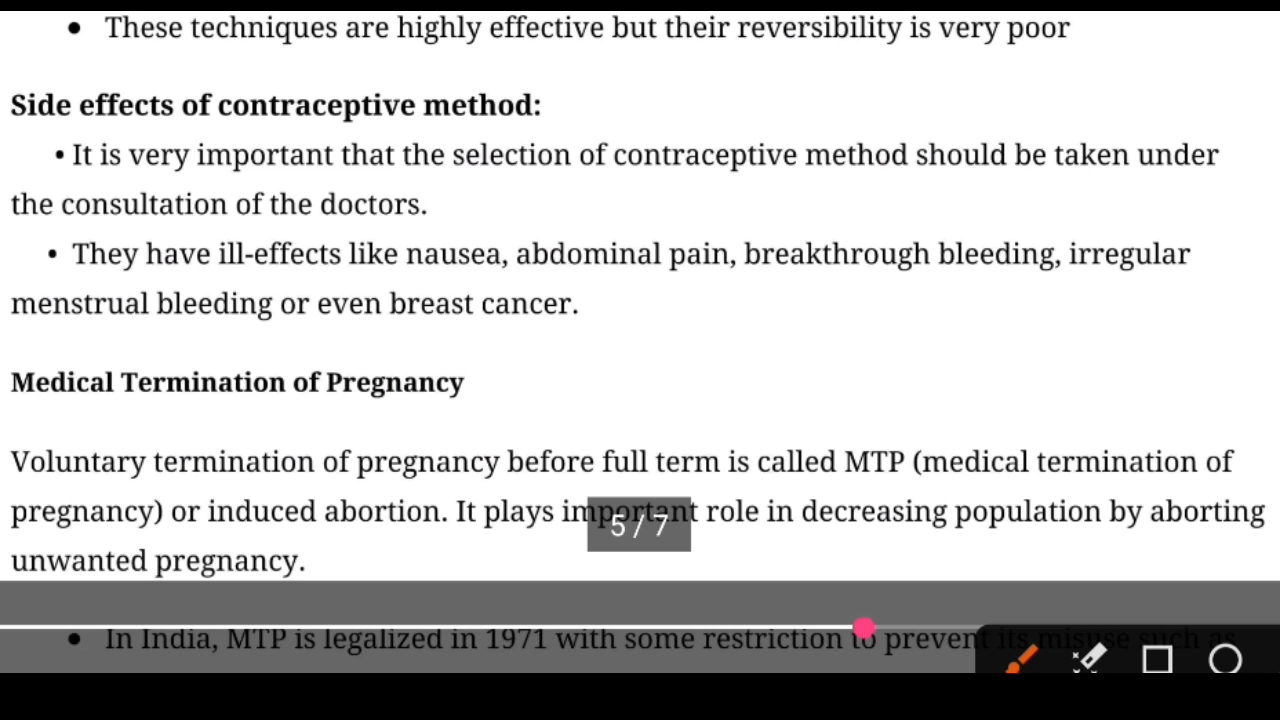 • These techniques are highly effective but their reversibility is very poor
Side effects of contraceptive method:
• It is very important that the selection of contraceptive method should be taken under
the consultation of the doctors.
• They have ill-effects like nausea, abdominal pain, breakthrough bleeding, irregular
menstrual bleeding or even breast cancer.
Medical Termination of Pregnancy
Voluntary termination of pregnancy before full term is called MTP (medical termination of
pregnancy) or induced abortion. It plays important role in decreasing population by aborting
5 / 7
unwanted pregnancy.
• In India, MTP is legalized in 1971 with some restriction to prevent its misuse such as